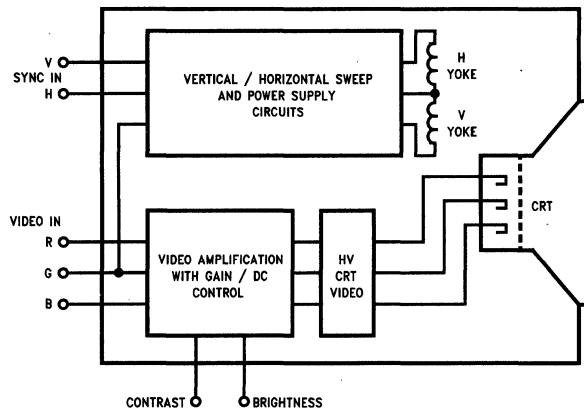 V
SYNC IN
H
VERTICAL / HORIZONTAL SWEEP
AND POWER SUPPLY
CIRCUITS
H
YOKE
V
YOKE
CRT
VIDEO IN
R
G
B
VIDEO AMPLIFICATION
WITH GAIN / DC
CONTROL
HV
CRT
VIDEO
CONTRAST
BRIGHTNESS